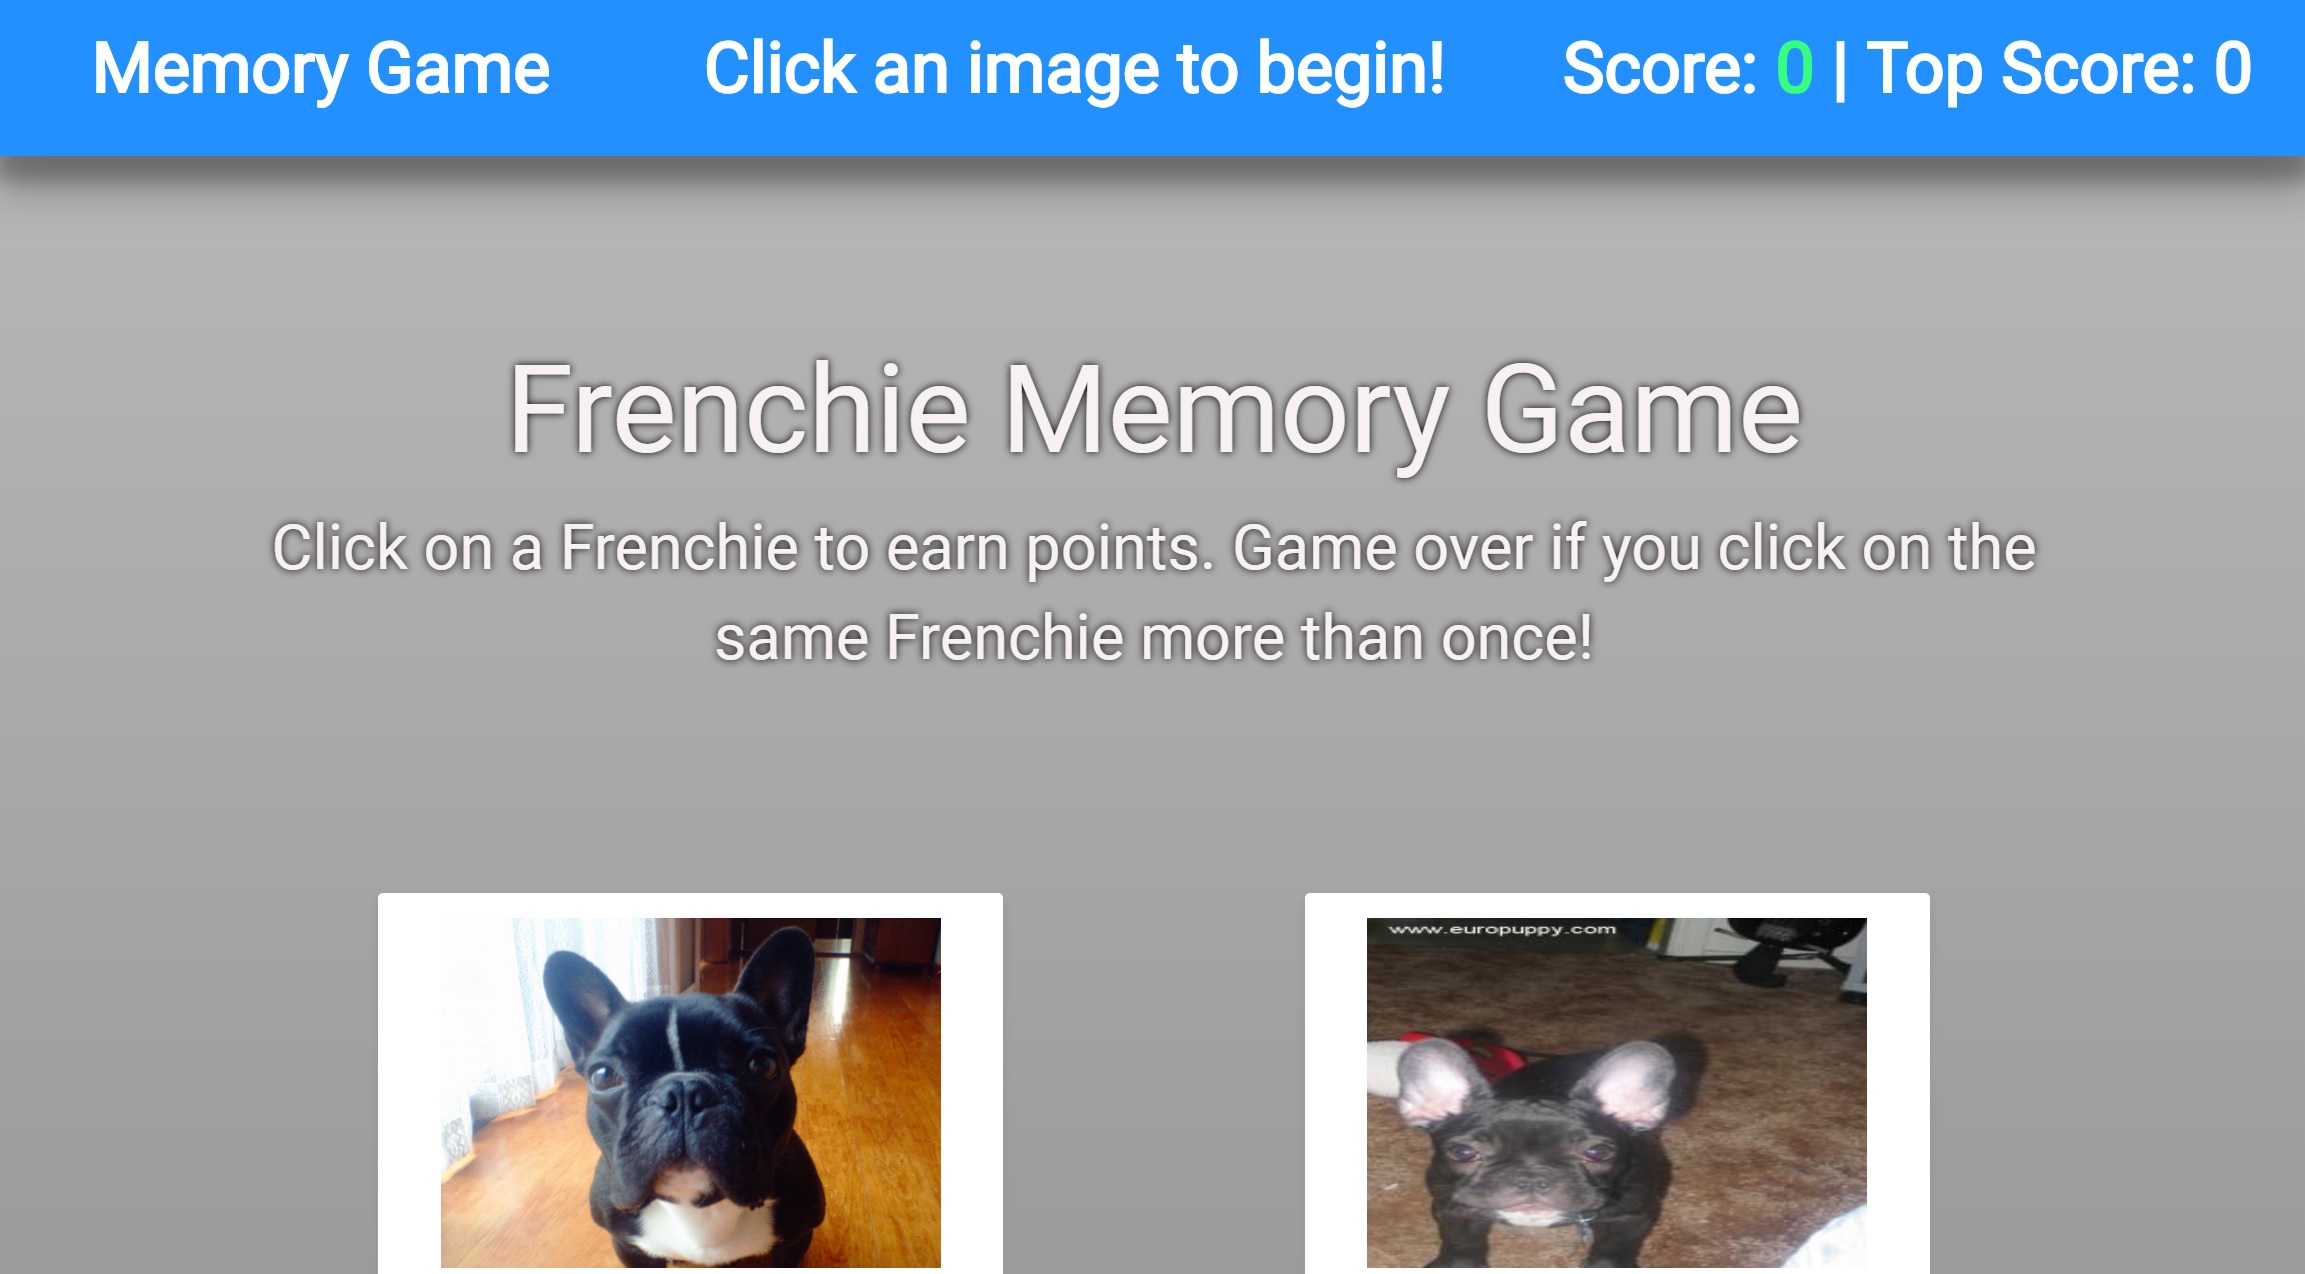 Memory Game
Click an image to begin!
Score: 0 | Top Score: 0
Frenchie Memory Game
Click on a Frenchie to earn points. Game over if you click on the
same Frenchie more than once!
www.europuppy.com